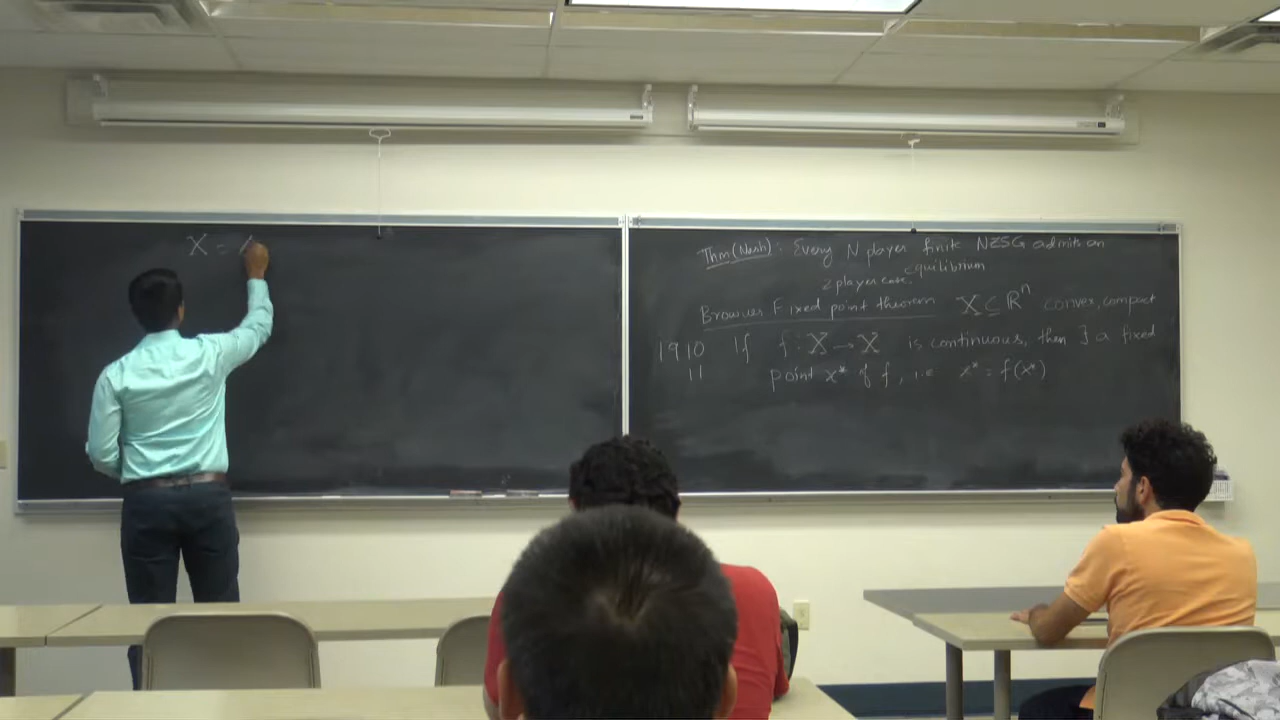 X =
Thm (Nash) : Every N player finite NZSG admits an
equilibrium
2 player case.
Browues Fixed point theorem X ⊆ ℝⁿ convex, compact
1910 If f : X → X is continuous, then ∃ a fixed
11 point x* of f, i.e x* = f(x*)